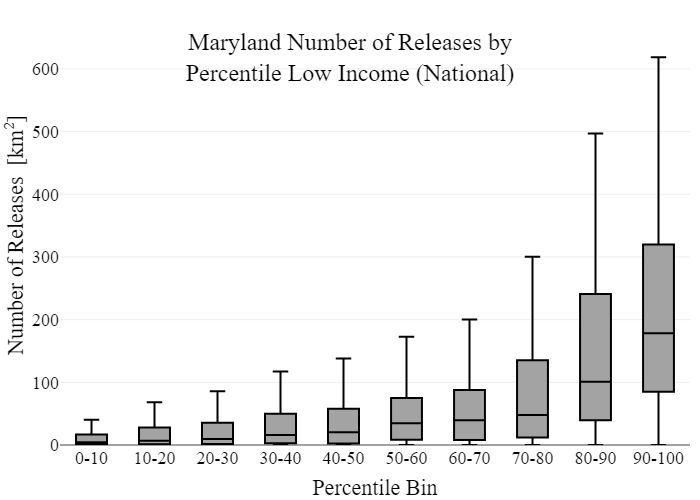 Maryland Number of Releases by
Percentile Low Income (National)
Number of Releases [km²]
600
500
400
300
200
100
0
0-10 10-20 20-30 30-40 40-50 50-60 60-70 70-80 80-90 90-100
Percentile Bin